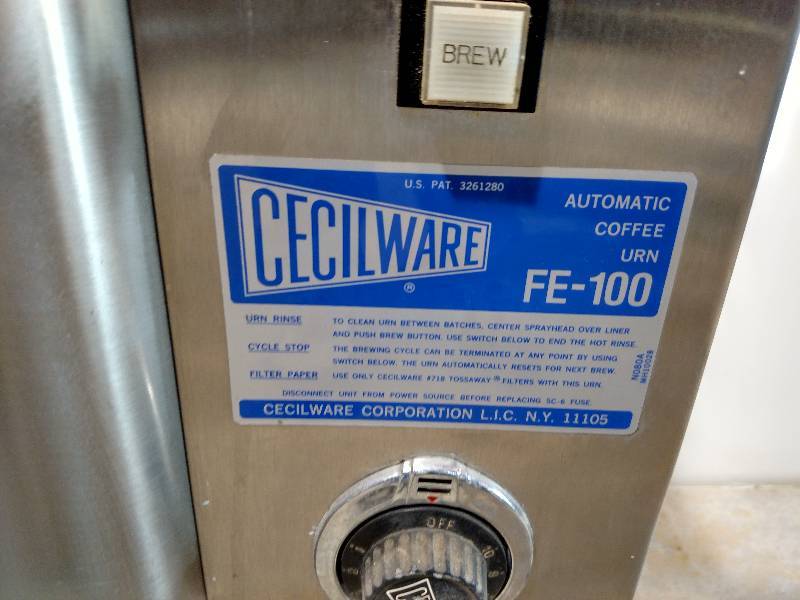 BREW
U.S. PAT. 3261280
CECILWARE
®
AUTOMATIC
COFFEE
URN
FE-100
URN RINSE TO CLEAN URN BETWEEN BATCHES, CENTER SPRAYHEAD OVER LINER
AND PUSH BREW BUTTON. USE SWITCH BELOW TO END THE HOT RINSE.
CYCLE STOP THE BREWING CYCLE CAN BE TERMINATED AT ANY POINT BY USING
SWITCH BELOW. THE URN AUTOMATICALLY RESETS FOR NEXT BREW.
FILTER PAPER USE ONLY CECILWARE #718 TOSSAWAY® FILTERS WITH THIS URN.
DISCONNECT UNIT FROM POWER SOURCE BEFORE REPLACING SC-6 FUSE.
N080A
MH10028
CECILWARE CORPORATION L.I.C. N.Y. 11105
OFF
10